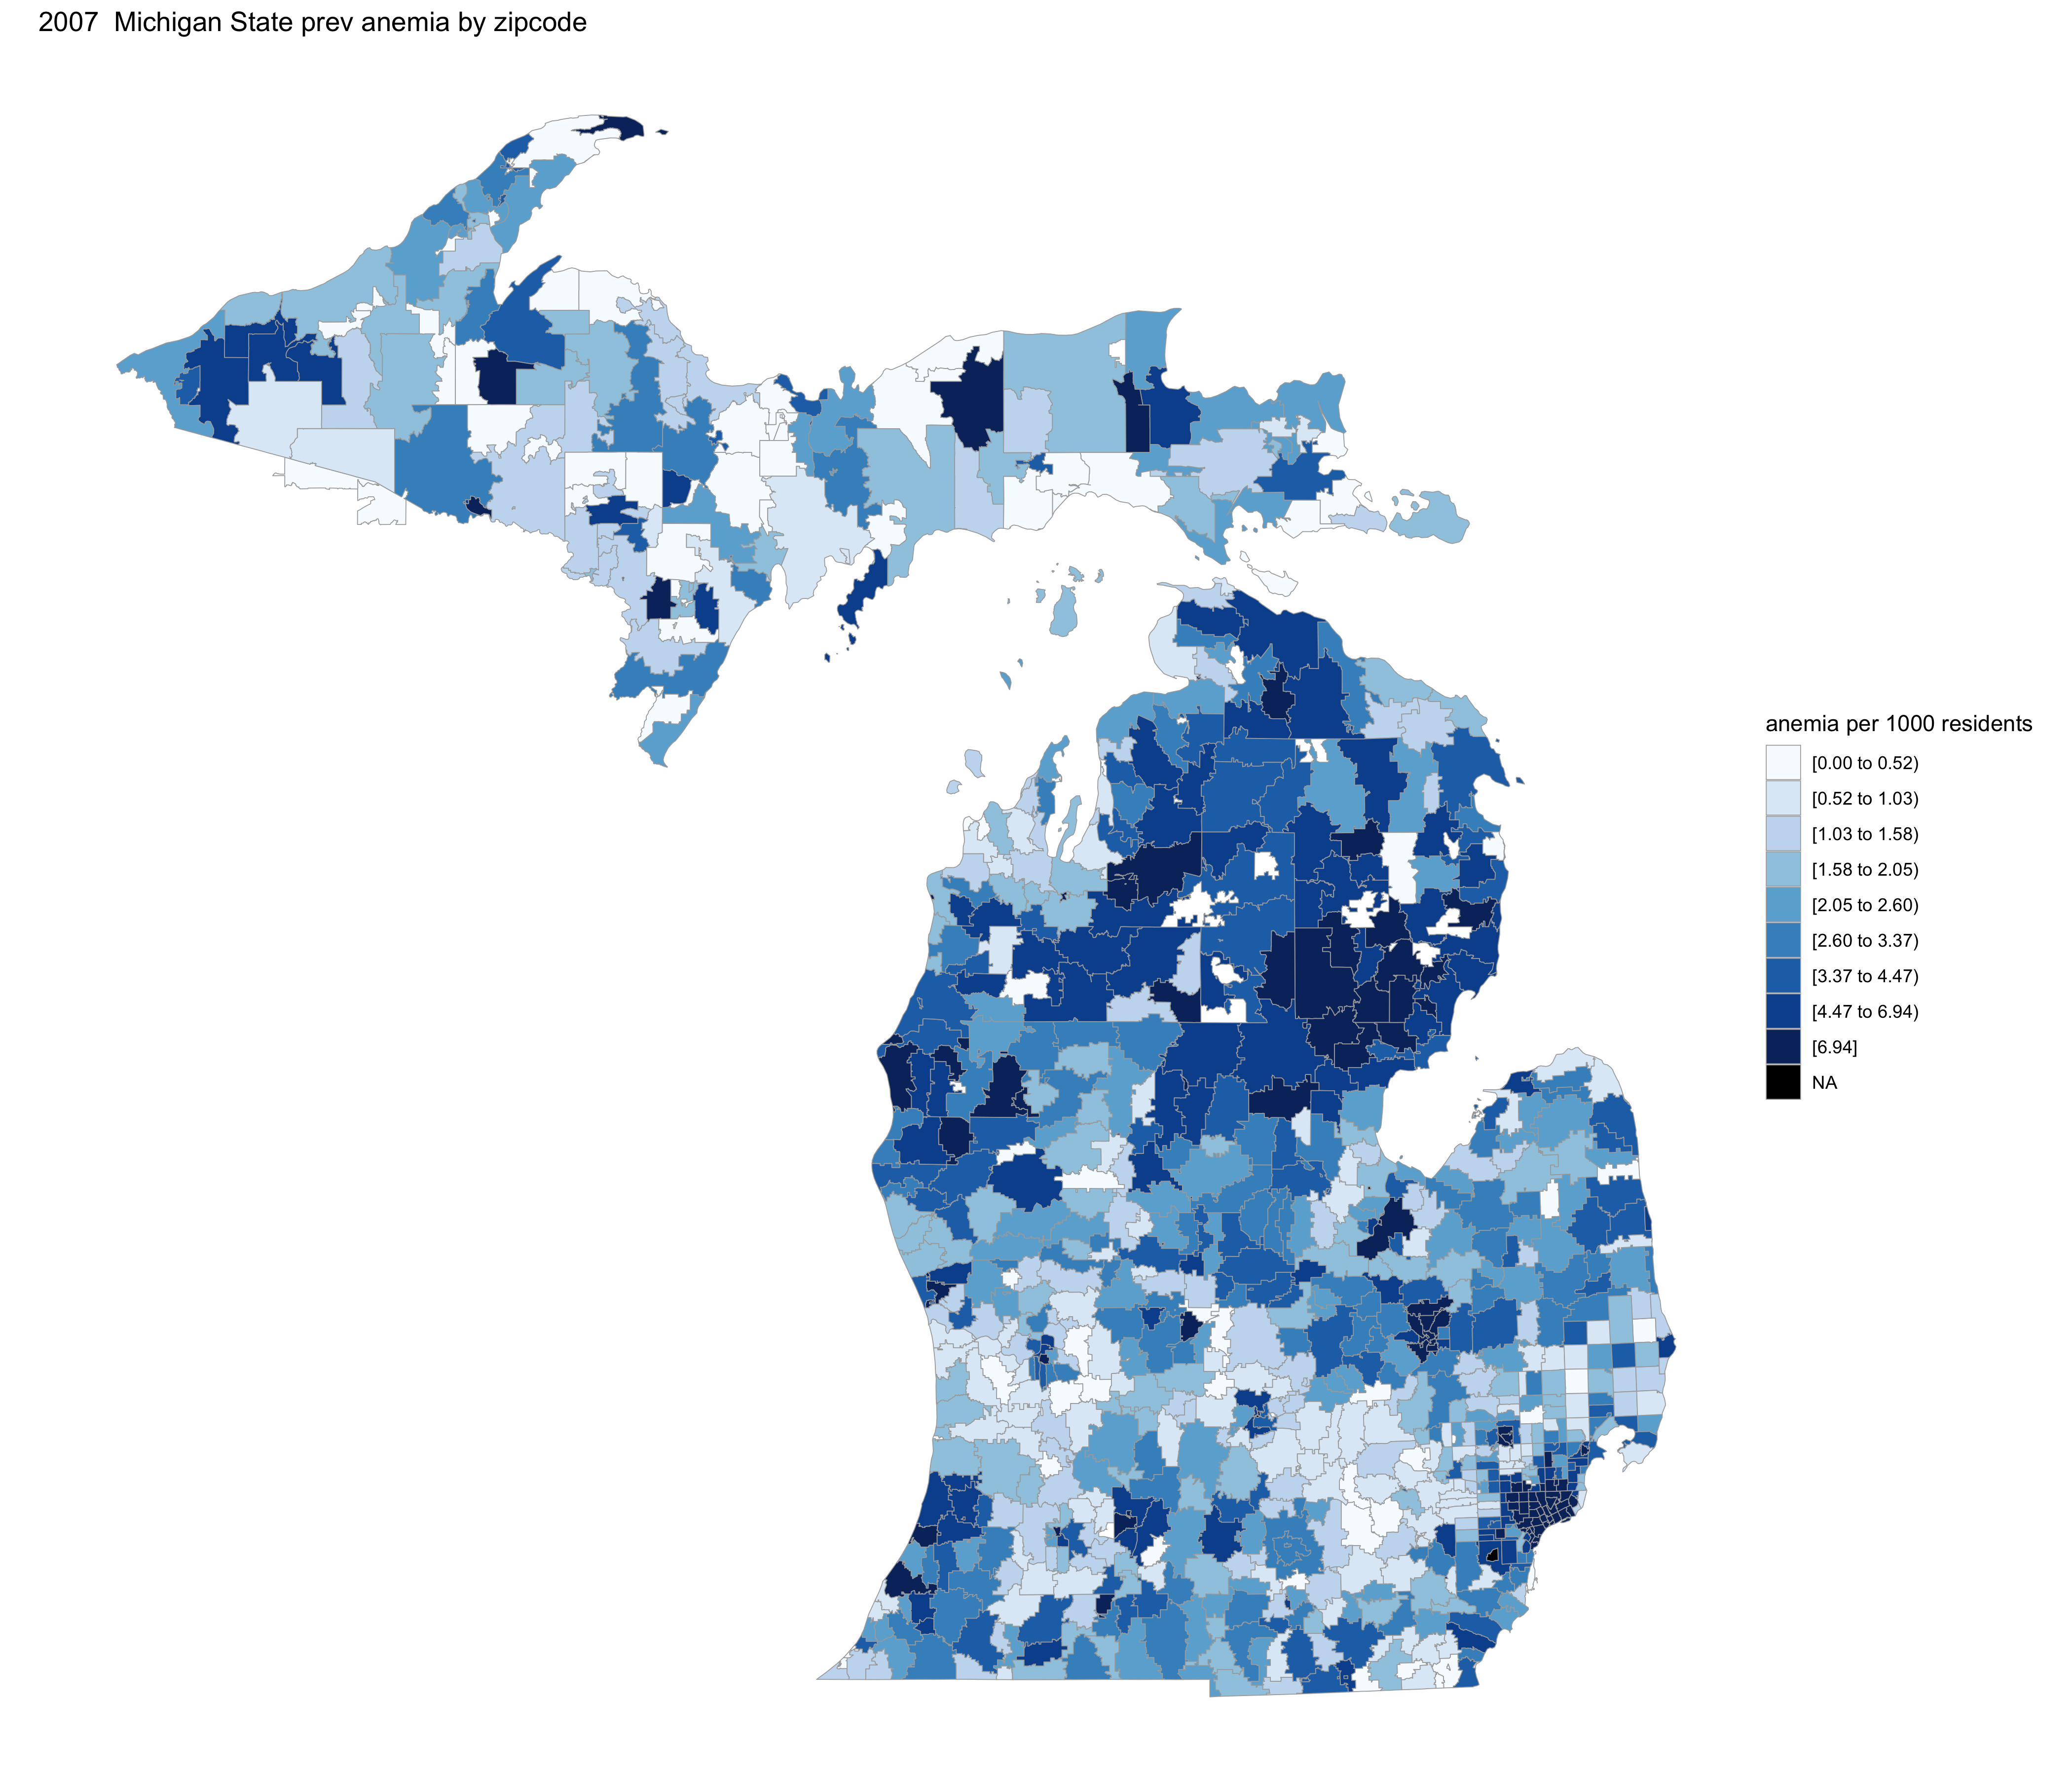 2007  Michigan State prev anemia by zipcode
anemia per 1000 residents
[0.00 to 0.52)
[0.52 to 1.03)
[1.03 to 1.58)
[1.58 to 2.05)
[2.05 to 2.60)
[2.60 to 3.37)
[3.37 to 4.47)
[4.47 to 6.94)
[6.94]
NA